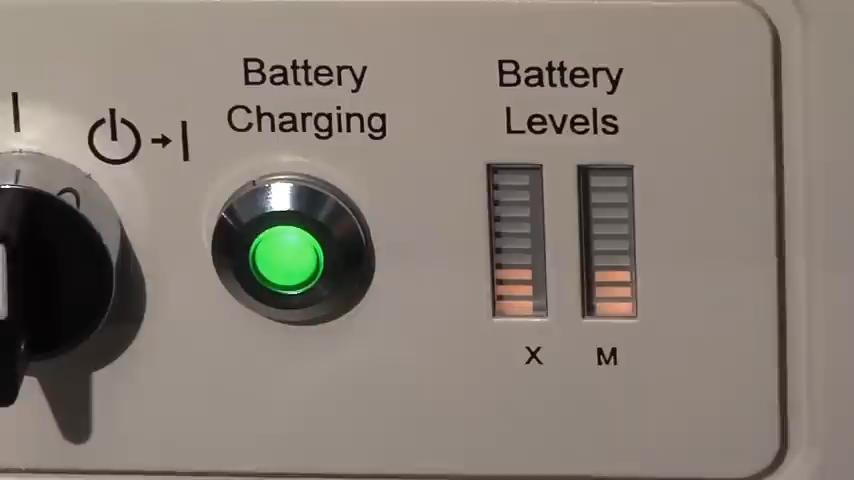 Battery
Charging
Battery
Levels
X
M